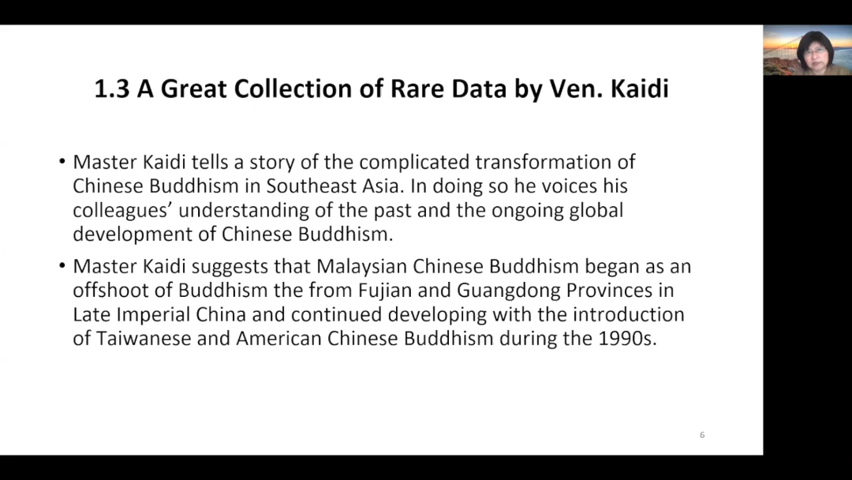 1.3 A Great Collection of Rare Data by Ven. Kaidi
• Master Kaidi tells a story of the complicated transformation of
Chinese Buddhism in Southeast Asia. In doing so he voices his
colleagues’ understanding of the past and the ongoing global
development of Chinese Buddhism.
• Master Kaidi suggests that Malaysian Chinese Buddhism began as an
offshoot of Buddhism the from Fujian and Guangdong Provinces in
Late Imperial China and continued developing with the introduction
of Taiwanese and American Chinese Buddhism during the 1990s.
6